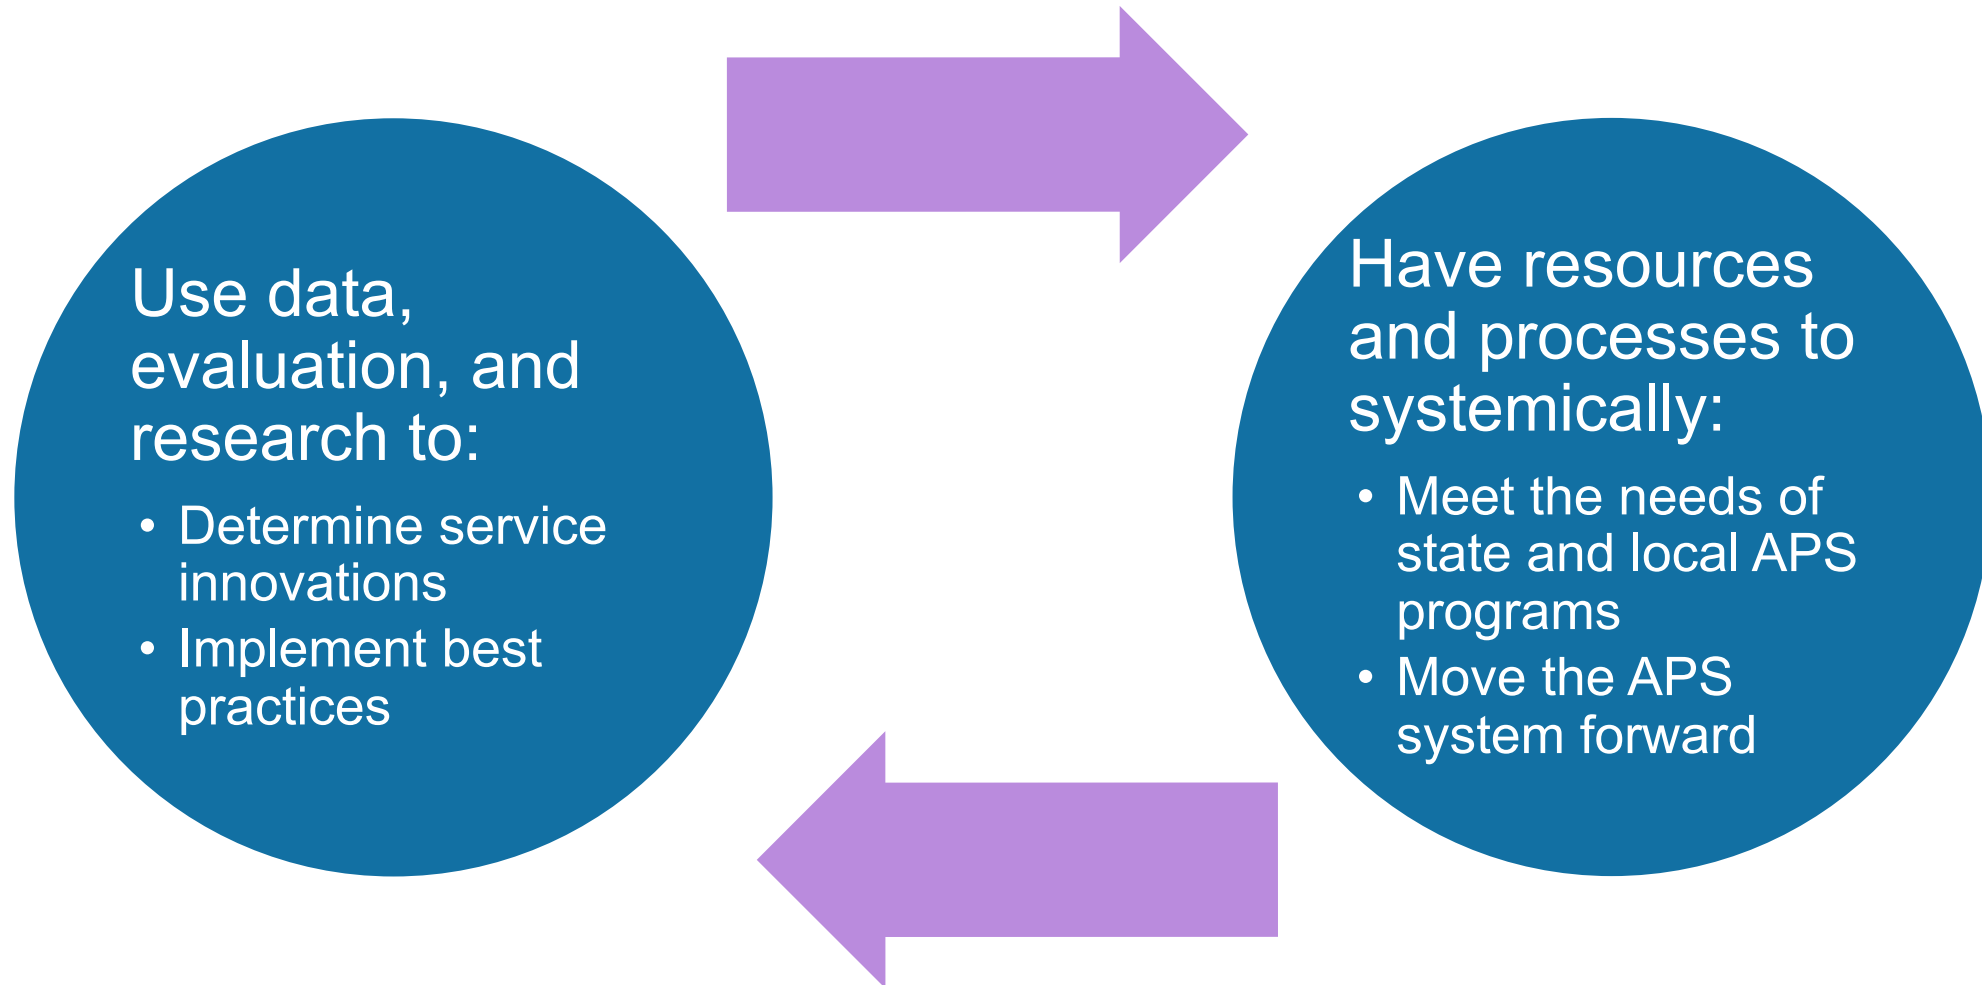 Use data,
evaluation, and
research to:
• Determine service
innovations
• Implement best
practices
Have resources
and processes to
systemically:
• Meet the needs of
state and local APS
programs
• Move the APS
system forward